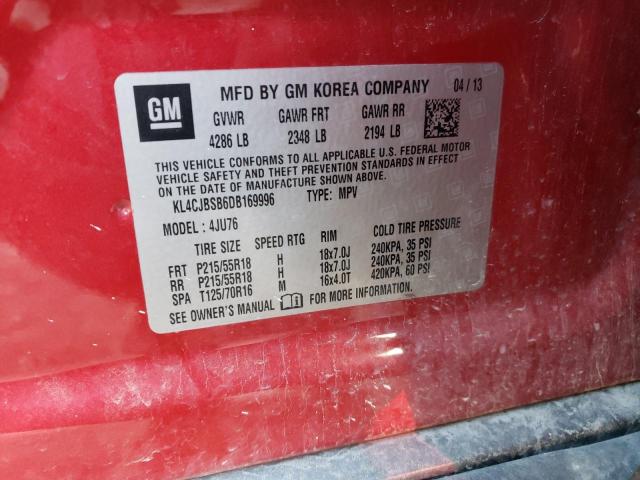 GM
MFD BY GM KOREA COMPANY 04 / 13
GVWR GAWR FRT GAWR RR
4286 LB 2348 LB 2194 LB
THIS VEHICLE CONFORMS TO ALL APPLICABLE U.S. FEDERAL MOTOR
VEHICLE SAFETY AND THEFT PREVENTION STANDARDS IN EFFECT
ON THE DATE OF MANUFACTURE SHOWN ABOVE.
KL4CJBSB6DB169996 TYPE: MPV
MODEL: 4JU76
TIRE SIZE SPEED RTG RIM COLD TIRE PRESSURE
FRT P215/55R18 H 18x7.0J 240KPA, 35 PSI
RR P215/55R18 H 18x7.0J 240KPA, 35 PSI
SPA T125/70R16 M 16x4.0T 420KPA, 60 PSI
SEE OWNER'S MANUAL FOR MORE INFORMATION.